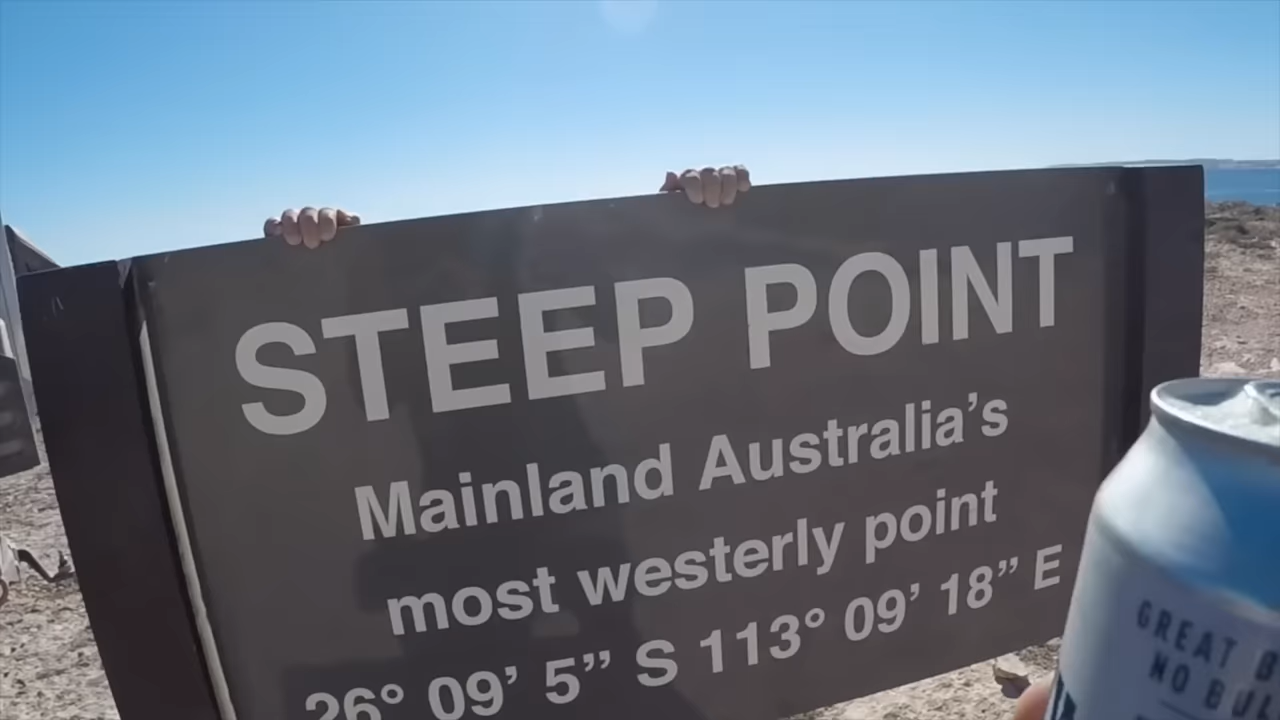 STEEP POINT
Mainland Australia’s
most westerly point
26° 09’ 5” S 113° 09’ 18” E
GREAT
NO